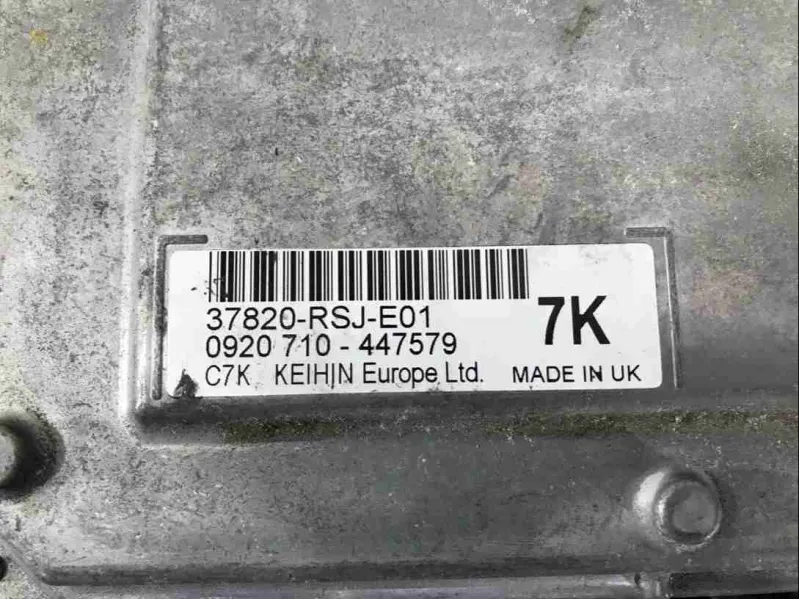 37820-RSJ-E01
7K
0920 710 - 447579
C7K KEIHIN Europe Ltd. MADE IN UK